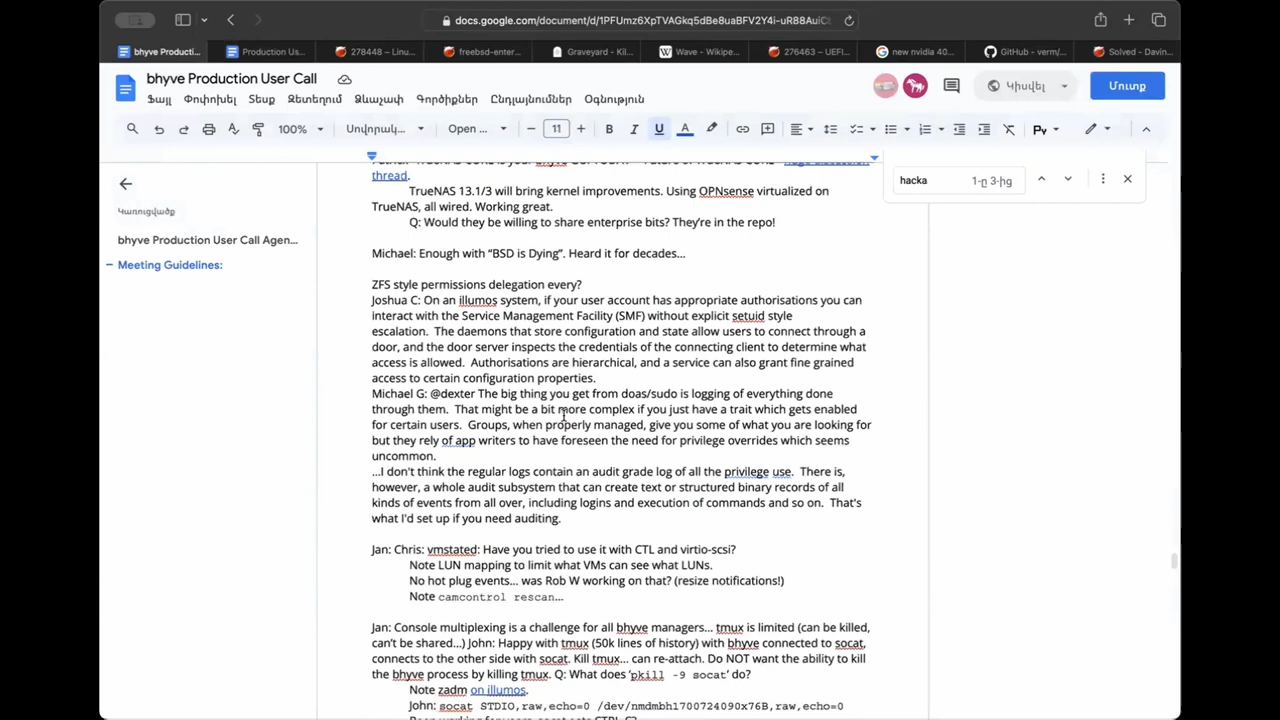 docs.google.com/document/d/1PFUmz6XpTVAGkq5dBe8uaBFV2Y4i-uR88AuiC
bhyve Producti... Production Us... 278448 – Linu... freebsd-enter... Graveyard - Kil... Wave - Wikipe... 276463 – UEFI... new nvidia 40... GitHub - verm/... Solved - Davin...
bhyve Production User Call
Ֆայլ Փոփոխել Տեսք Զետեղում Ձևաչափ Գործիքներ Ընդլայնումներ Օգնություն
Կիսվել
Մուտք
100% Սովորակ... Open ... 11
hacka 1-ը 3-ից
Կառուցվածք
bhyve Production User Call Agen...
Meeting Guidelines:
thread.
TrueNAS 13.1/3 will bring kernel improvements. Using OPNsense virtualized on
TrueNAS, all wired. Working great.
Q: Would they be willing to share enterprise bits? They’re in the repo!
Michael: Enough with “BSD is Dying”. Heard it for decades…
ZFS style permissions delegation every?
Joshua C: On an illumos system, if your user account has appropriate authorisations you can
interact with the Service Management Facility (SMF) without explicit setuid style
escalation. The daemons that store configuration and state allow users to connect through a
door, and the door server inspects the credentials of the connecting client to determine what
access is allowed. Authorisations are hierarchical, and a service can also grant fine grained
access to certain configuration properties.
Michael G: @dexter The big thing you get from doas/sudo is logging of everything done
through them. That might be a bit more complex if you just have a trait which gets enabled
for certain users. Groups, when properly managed, give you some of what you are looking for
but they rely of app writers to have foreseen the need for privilege overrides which seems
uncommon.
...I don't think the regular logs contain an audit grade log of all the privilege use. There is,
however, a whole audit subsystem that can create text or structured binary records of all
kinds of events from all over, including logins and execution of commands and so on. That's
what I'd set up if you need auditing.
Jan: Chris: vmstated: Have you tried to use it with CTL and virtio-scsi?
Note LUN mapping to limit what VMs can see what LUNs.
No hot plug events… was Rob W working on that? (resize notifications!)
Note camcontrol rescan…
Jan: Console multiplexing is a challenge for all bhyve managers… tmux is limited (can be killed,
can’t be shared…) John: Happy with tmux (50k lines of history) with bhyve connected to socat,
connects to the other side with socat. Kill tmux… can re-attach. Do NOT want the ability to kill
the bhyve process by killing tmux. Q: What does ‘pkill -9 socat’ do?
Note zadm on illumos.
John: socat STDIO,raw,echo=0 /dev/nmdmbh1700724090x76B,raw,echo=0